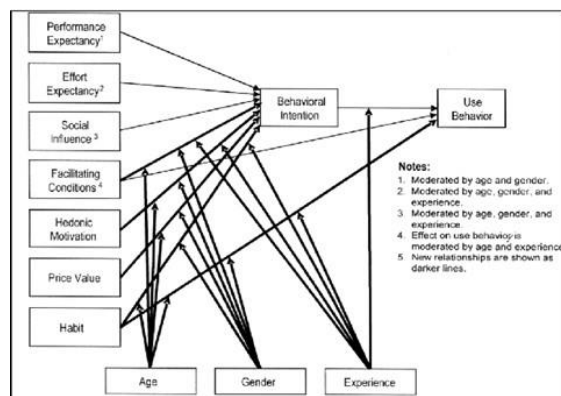 Performance
Expectancy1
Effort
Expectancy2
Social
Influence 3
Facilitating
Conditions 4
Hedonic
Motivation
Price Value
Habit
Behavioral
Intention
Use
Behavior
Notes:
1. Moderated by age and gender.
2. Moderated by age, gender, and
experience.
3. Moderated by age, gender, and
experience.
4. Effect on use behavior is
moderated by age and experience
5. New relationships are shown as
darker lines.
Age
Gender
Experience